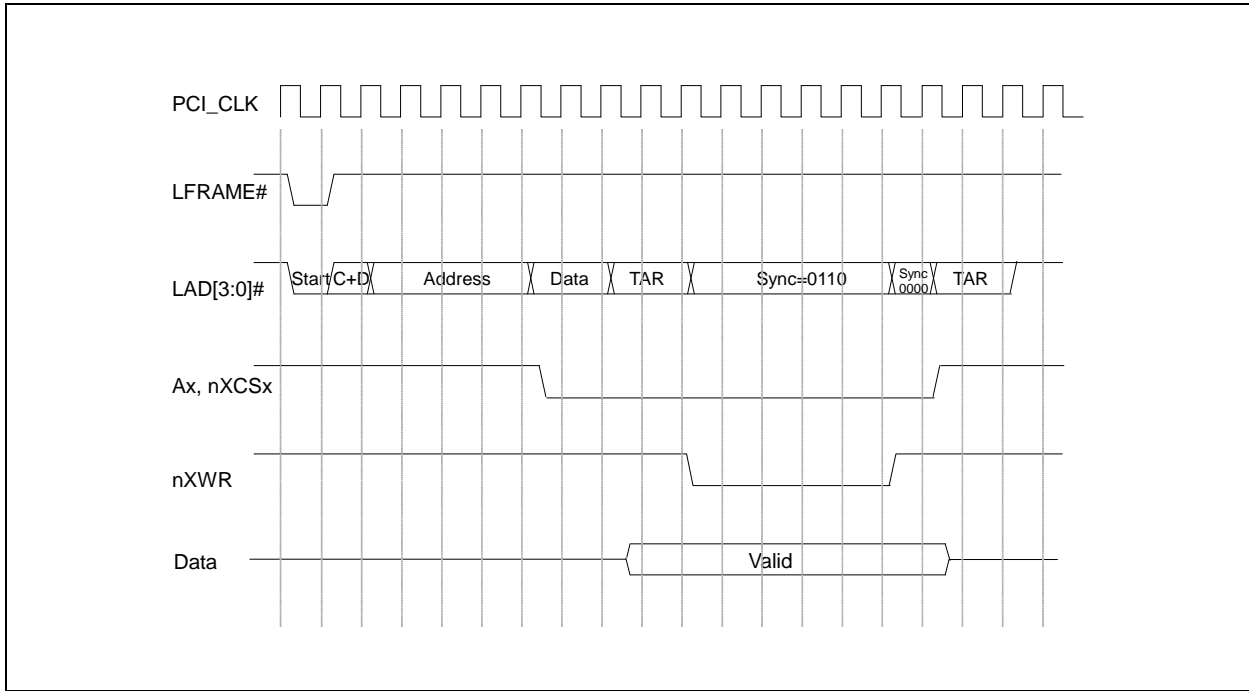 PCI_CLK
LFRAME#
LAD[3:0]#
Start
C+D
Address
Data
TAR
Sync=0110
Sync
0000
TAR
Ax, nXCSx
nXWR
Data
Valid